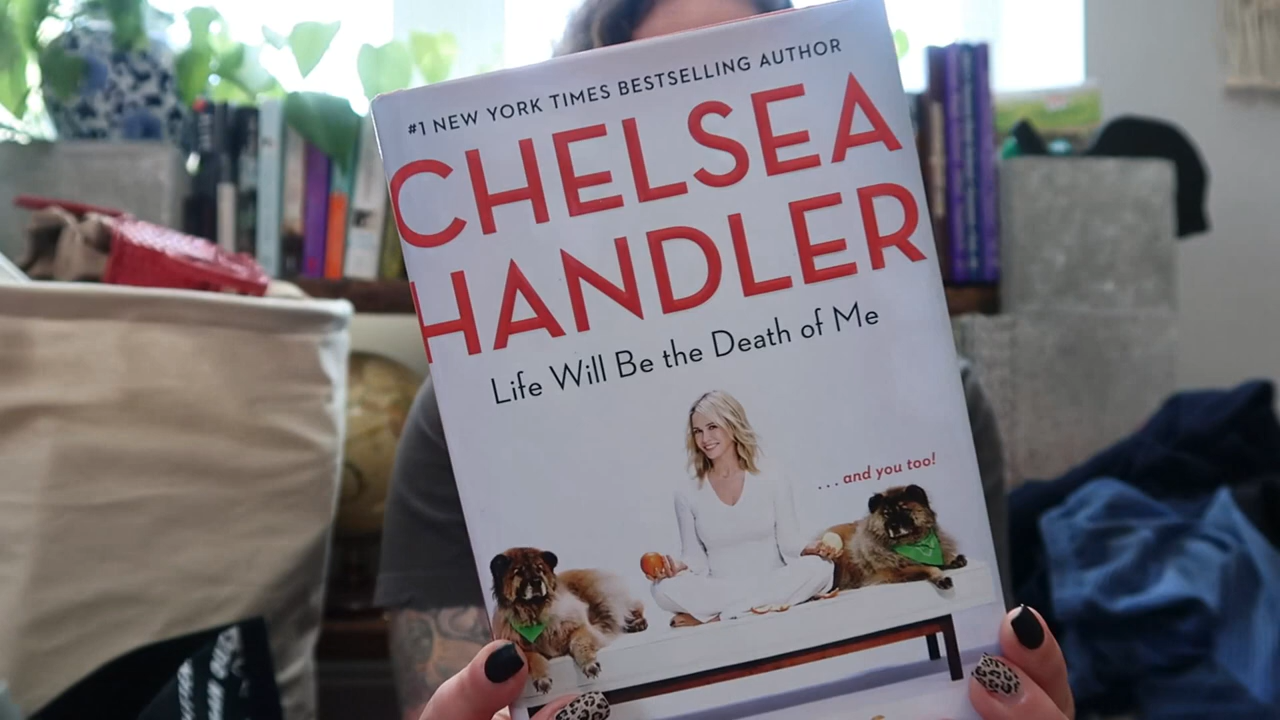 #1 NEW YORK TIMES BESTSELLING AUTHOR
CHELSEA
HANDLER
Life Will Be the Death of Me
. . . and you too!